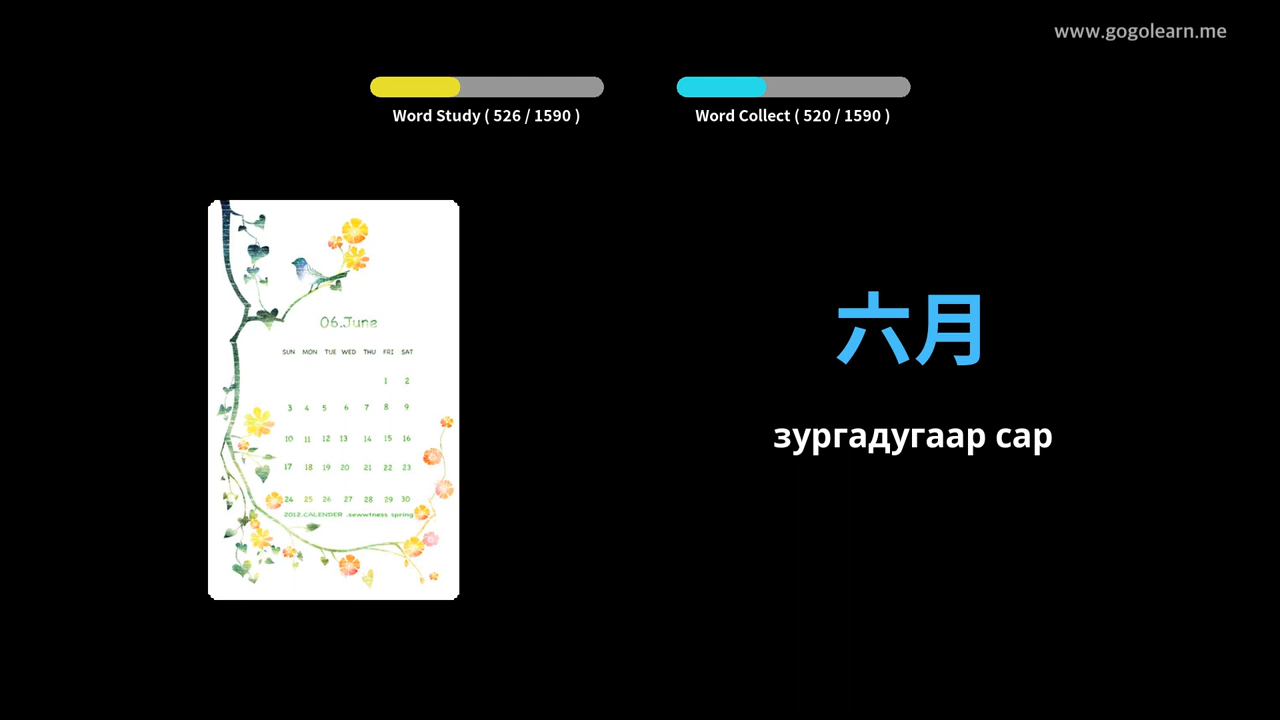 www.gogolearn.me
Word Study ( 526 / 1590 )
Word Collect ( 520 / 1590 )
06.June
SUN MON TUE WED THU FRI SAT
1 2
3 4 5 6 7 8 9
10 11 12 13 14 15 16
17 18 19 20 21 22 23
24 25 26 27 28 29 30
2012.CALENDER .sewwtness spring
六月
зургадугаар сар